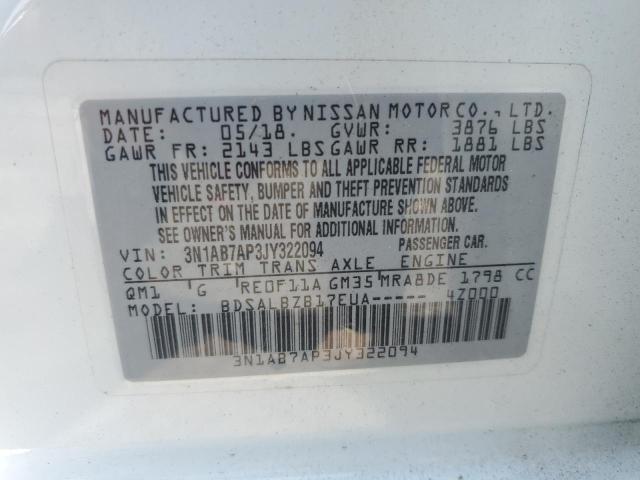 MANUFACTURED BY NISSAN MOTOR CO., LTD.
DATE: 05/18. GVWR: 3876 LBS
GAWR FR: 2143 LBS GAWR RR: 1881 LBS
THIS VEHICLE CONFORMS TO ALL APPLICABLE FEDERAL MOTOR
VEHICLE SAFETY, BUMPER AND THEFT PREVENTION STANDARDS
IN EFFECT ON THE DATE OF MANUFACTURE SHOWN ABOVE.
SEE OWNER'S MANUAL FOR ADDITIONAL INFORMATION.
VIN: 3N1AB7AP3JY322094 PASSENGER CAR.
COLOR TRIM TRANS AXLE ENGINE
QM1 G RE0F11A GM35 MRA8DE 1798 CC
MODEL: BDSALBZB17EUA----- 4Z000
3N1AB7AP3JY322094